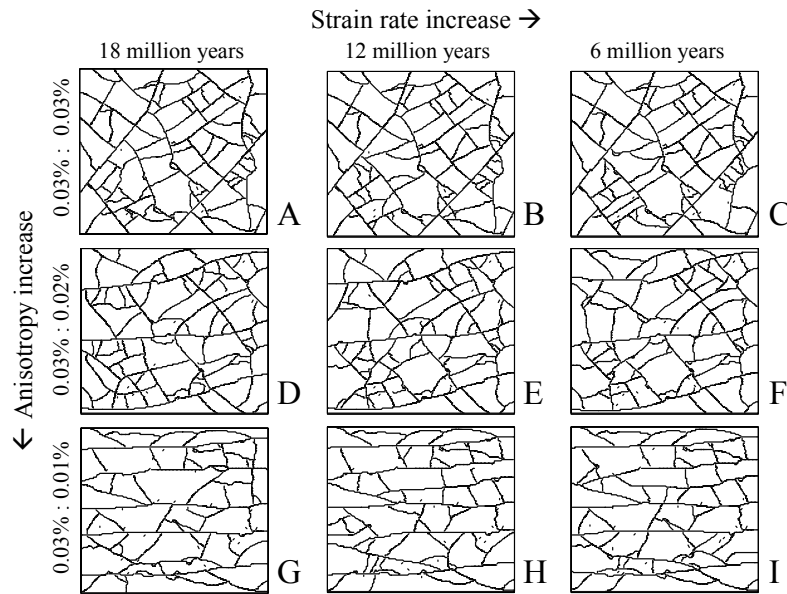 Strain rate increase →
18 million years 12 million years 6 million years
← Anisotropy increase
0.03% : 0.03%
A B C
0.03% : 0.02%
D E F
0.03% : 0.01%
G H I